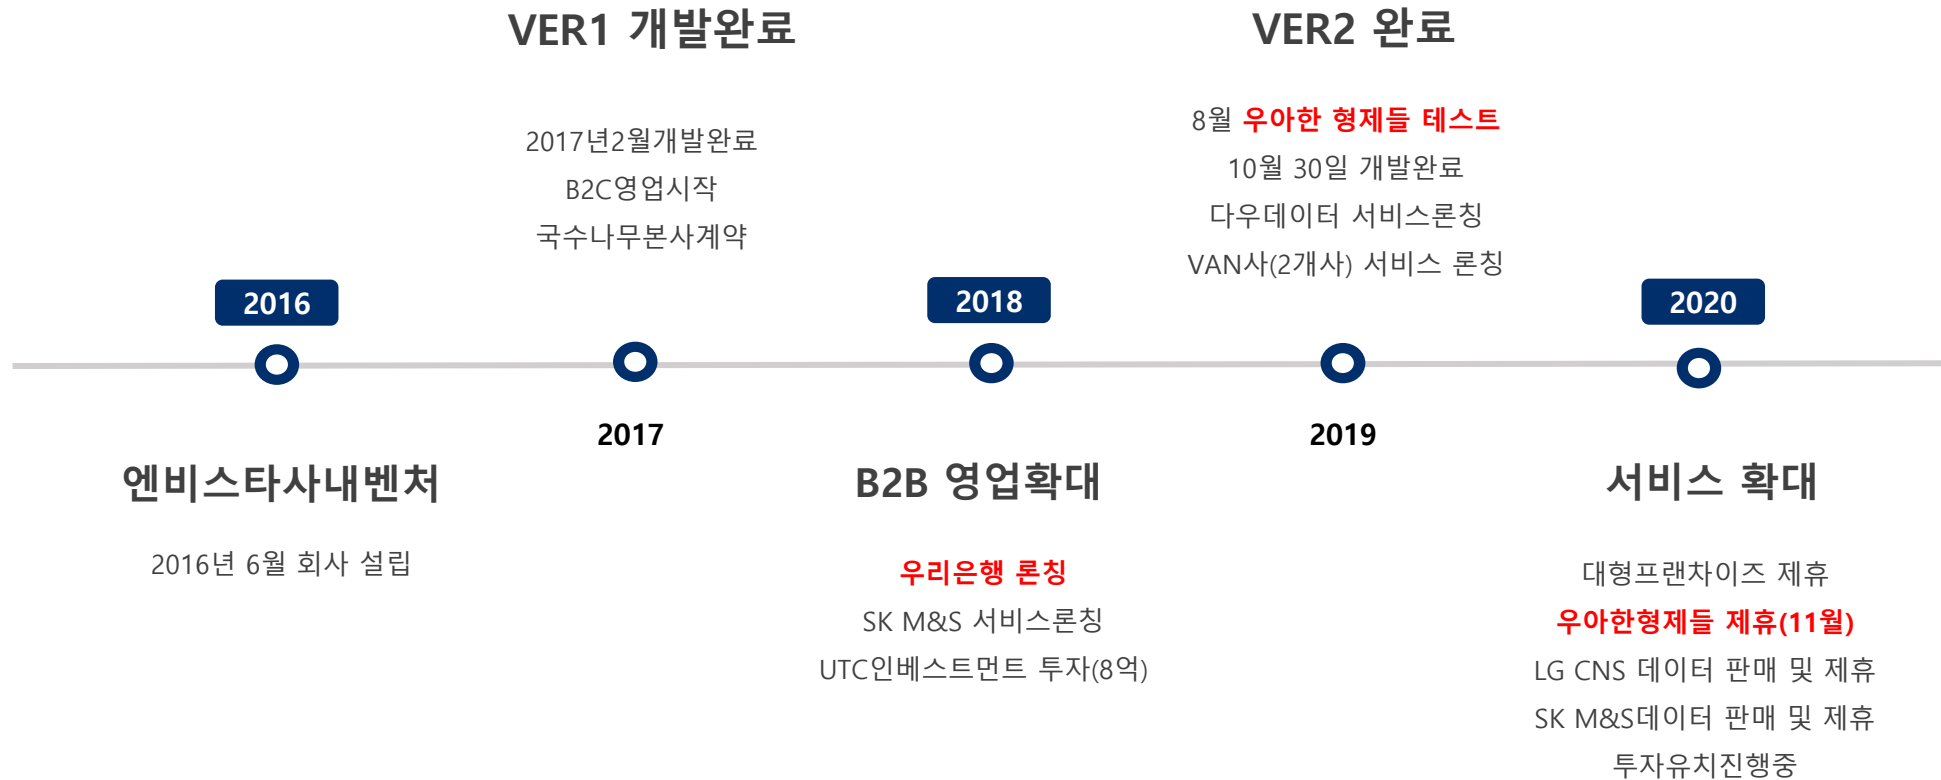 VER1 개발완료
VER2 완료
2017년2월개발완료
B2C영업시작
국수나무본사계약
8월 우아한 형제들 테스트
10월 30일 개발완료
다우데이터 서비스론칭
VAN사(2개사) 서비스 론칭
2016
2018
2020
2017
2019
엔비스타사내벤처
2016년 6월 회사 설립
B2B 영업확대
우리은행 론칭
SK M&S 서비스론칭
UTC인베스트먼트 투자(8억)
서비스 확대
대형프랜차이즈 제휴
우아한형제들 제휴(11월)
LG CNS 데이터 판매 및 제휴
SK M&S데이터 판매 및 제휴
투자유치진행중